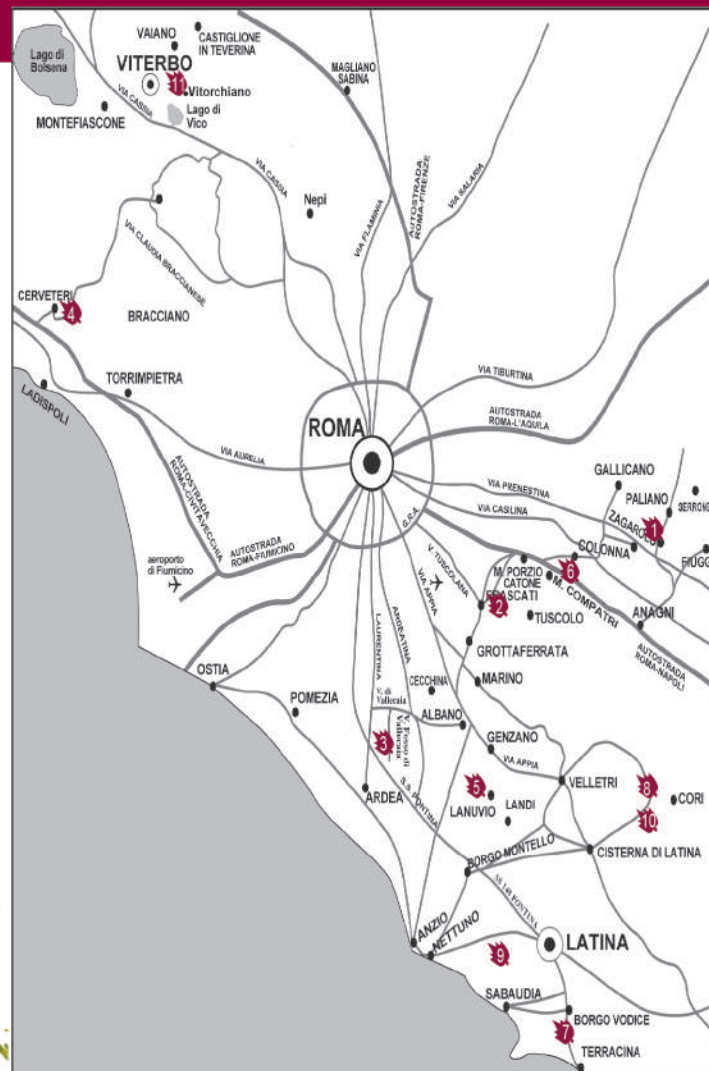 Lago di
Bolsena
VAIANO
CASTIGLIONE
IN TEVERINA
VITERBO
11
Vitorchiano
Lago di
Vico
MONTEFIASCONE
VIA CASSIA
MAGLIANO
SABINA
VIA CASSIA
Nepi
VIA FLAMINIA
AUTOSTRADA
ROMA-FIRENZE
VIA SALARIA
VIA CLAUDIA BRACCIANESE
CERVETERI
4
BRACCIANO
TORRIMPIETRA
LADISPOLI
VIA TIBURTINA
AUTOSTRADA
ROMA-L'AQUILA
ROMA
VIA AURELIA
AUTOSTRADA
ROMA-CIVITAVECCHIA
AUTOSTRADA
ROMA-FIUMICINO
aeroporto
di Fiumicino
G.R.A.
VIA PRENESTINA
VIA CASILINA
GALLICANO
PALIANO
SERRONE
ZAGAROLO
1
COLONNA
FIUGG
6
V. TUSCOLANA
VIA APPIA
M. PORZIO
CATONE
FRASCATI
M. COMPATRI
2
TUSCOLO
ANAGNI
GROTTAFERRATA
AUTOSTRADA
ROMA-NAPOLI
LAURENTINA
ARDEATINA
OSTIA
POMEZIA
CECCHINA
MARINO
V. di
Vallecaia
ALBANO
3
V. Fosso di
GENZANO
VIA APPIA
VELLETRI
ARDEA
S.S. PONTINA
5
LANUVIO
LANDI
8
CORI
10
BORGO MONTELLO
CISTERNA DI LATINA
SS 148 PONTINA
ANZIO
NETTUNO
LATINA
9
SABAUDIA
BORGO VODICE
7
TERRACINA